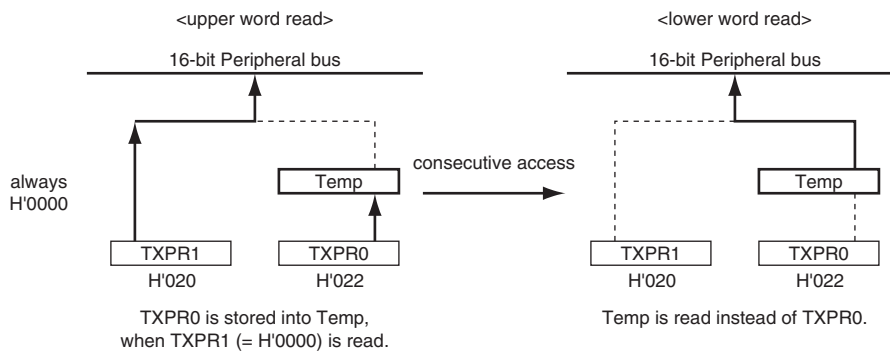 <upper word read>
16-bit Peripheral bus
always
H'0000
Temp
TXPR1
TXPR0
H'020
H'022
TXPR0 is stored into Temp,
when TXPR1 (= H'0000) is read.
consecutive access
<lower word read>
16-bit Peripheral bus
Temp
TXPR1
TXPR0
H'020
H'022
Temp is read instead of TXPR0.